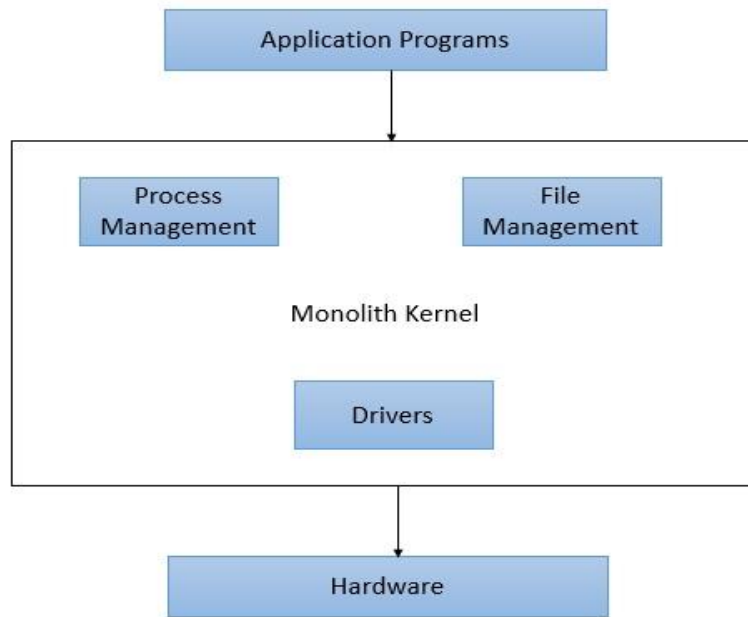 Application Programs
Process
Management
File
Management
Monolith Kernel
Drivers
Hardware